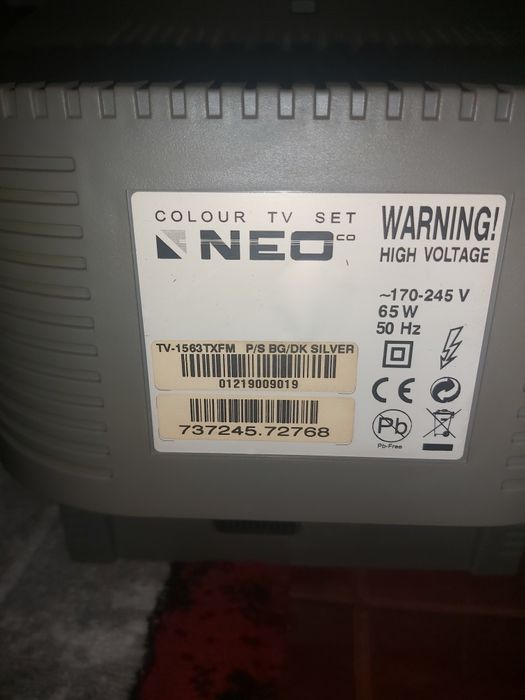 COLOUR TV SET
NEO CO
WARNING!
HIGH VOLTAGE
~170-245 V
65 W
50 Hz
TV-1563TXFM P/S BG/DK SILVER
01219009019
737245.72768
CE
Pb
Pb-Free